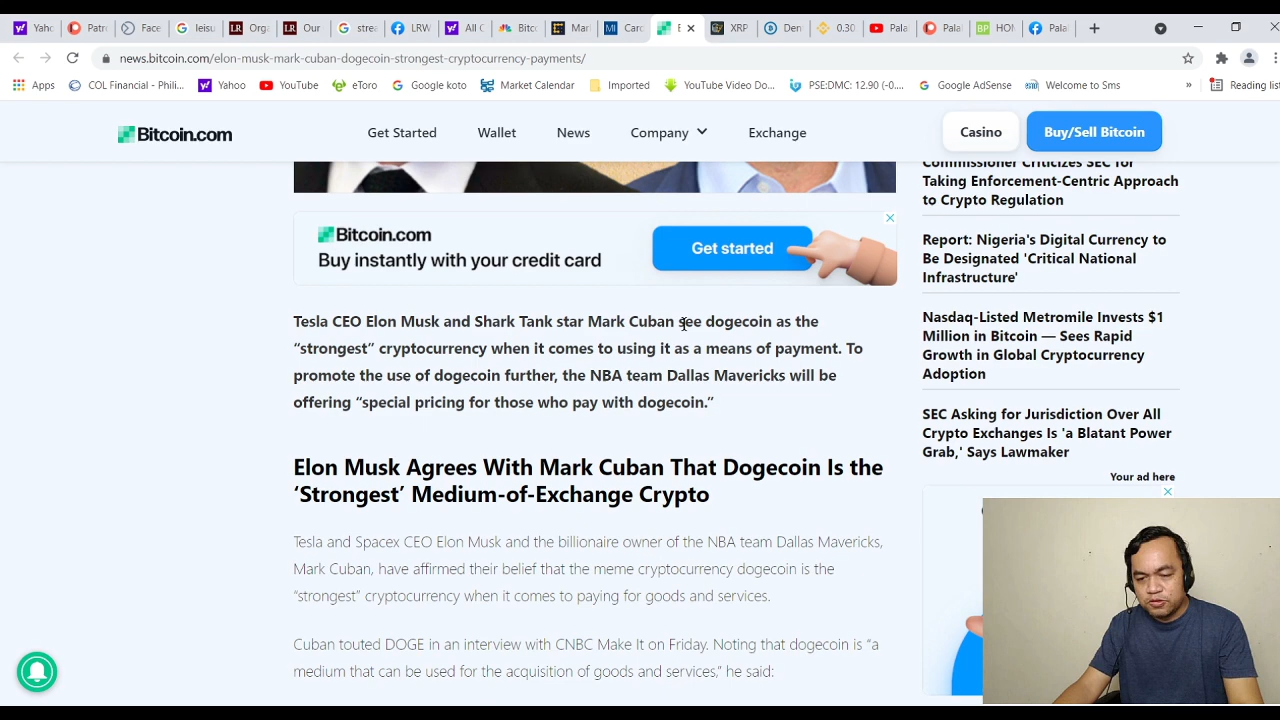 Yaho
Patre
Face
leisu
Orga
Our
strea
LRW
All C
Bitco
Mar
Card
E
XRP
Den
0.30
Pala
Pala
HON
Pala
news.bitcoin.com/elon-musk-mark-cuban-dogecoin-strongest-cryptocurrency-payments/
Apps
COL Financial - Phili...
Yahoo
YouTube
eToro
Google koto
Market Calendar
Imported
YouTube Video Do...
PSE:DMC: 12.90 (-0....
Google AdSense
Welcome to Sms
»
Reading list
Bitcoin.com
Get Started
Wallet
News
Company
Exchange
Casino
Buy/Sell Bitcoin
Bitcoin.com
Buy instantly with your credit card
Get started
Tesla CEO Elon Musk and Shark Tank star Mark Cuban see dogecoin as the
“strongest” cryptocurrency when it comes to using it as a means of payment. To
promote the use of dogecoin further, the NBA team Dallas Mavericks will be
offering “special pricing for those who pay with dogecoin.”
Elon Musk Agrees With Mark Cuban That Dogecoin Is the
‘Strongest’ Medium-of-Exchange Crypto
Tesla and Spacex CEO Elon Musk and the billionaire owner of the NBA team Dallas Mavericks,
Mark Cuban, have affirmed their belief that the meme cryptocurrency dogecoin is the
“strongest” cryptocurrency when it comes to paying for goods and services.
Cuban touted DOGE in an interview with CNBC Make It on Friday. Noting that dogecoin is “a
medium that can be used for the acquisition of goods and services,” he said:
Commissioner Criticizes SEC for
Taking Enforcement-Centric Approach
to Crypto Regulation
Report: Nigeria's Digital Currency to
Be Designated 'Critical National
Infrastructure'
Nasdaq-Listed Metromile Invests $1
Million in Bitcoin — Sees Rapid
Growth in Global Cryptocurrency
Adoption
SEC Asking for Jurisdiction Over All
Crypto Exchanges Is 'a Blatant Power
Grab,' Says Lawmaker
Your ad here